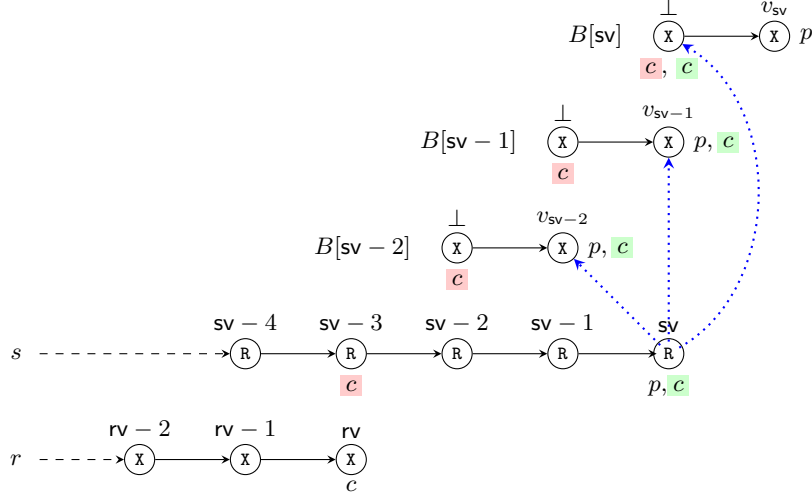 ⊥ v_sv
B[sv] X X p
c, c
⊥ v_sv−1
B[sv − 1] X X p, c
c
⊥ v_sv−2
B[sv − 2] X X p, c
c
sv − 4 sv − 3 sv − 2 sv − 1 sv
s R R R R R
c p, c
rv − 2 rv − 1 rv
r X X X
c